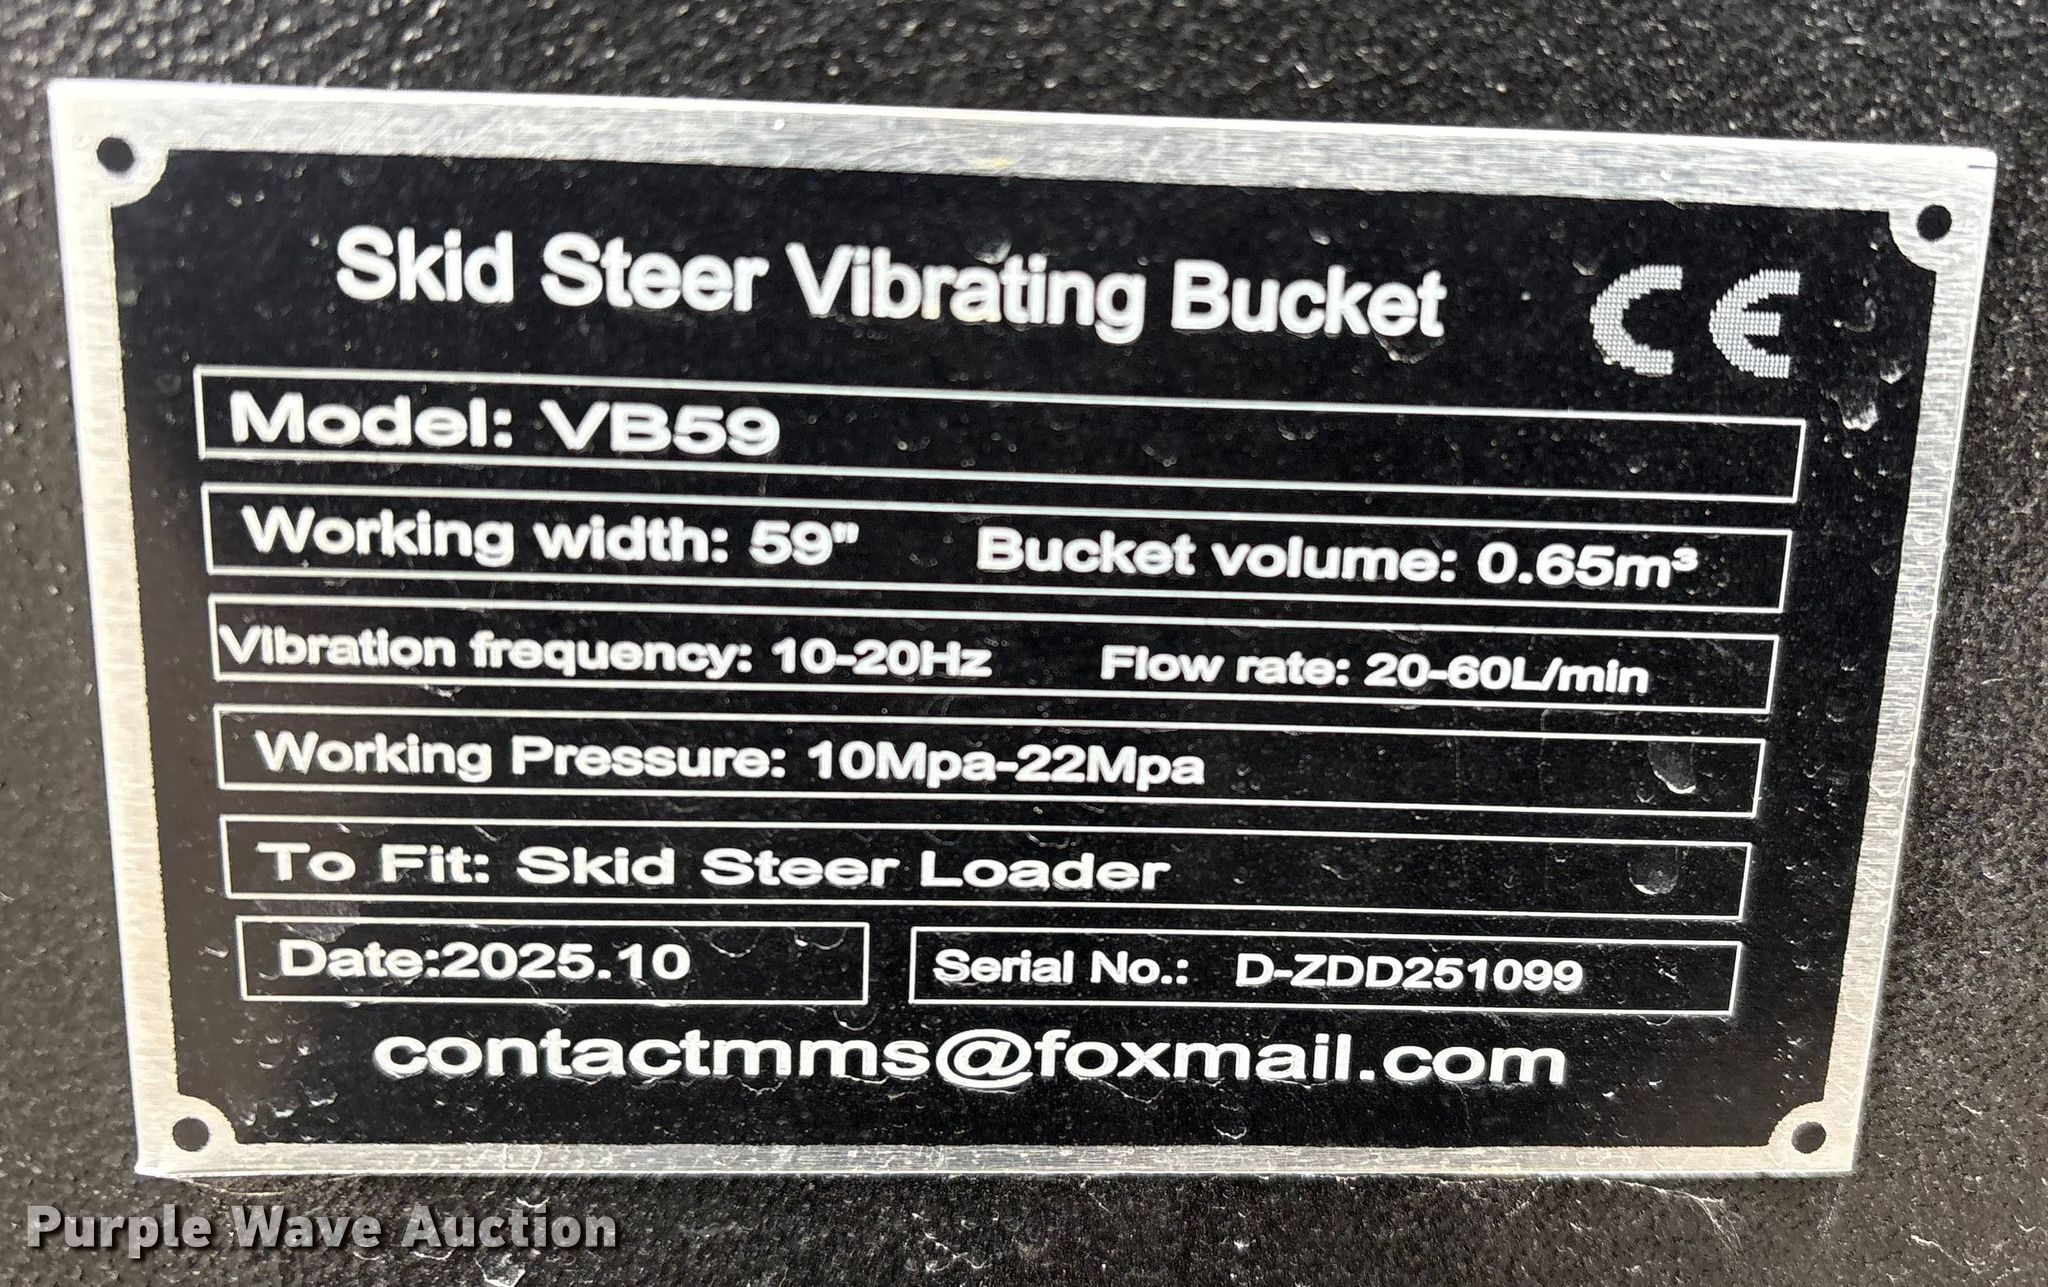 Skid Steer Vibrating Bucket CE
Model: VB59
Working width: 59" Bucket volume: 0.65m³
Vibration frequency: 10-20Hz Flow rate: 20-60L/min
Working Pressure: 10Mpa-22Mpa
To Fit: Skid Steer Loader
Date:2025.10 Serial No.: D-ZDD251099
contactmms@foxmail.com
Purple Wave Auction